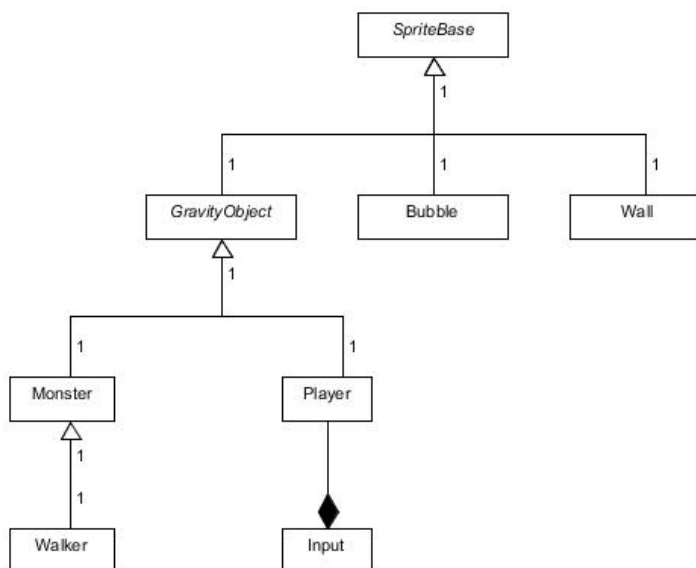 SpriteBase
1
1
1
1
GravityObject
Bubble
Wall
1
1
1
Monster
Player
1
1
Walker
Input